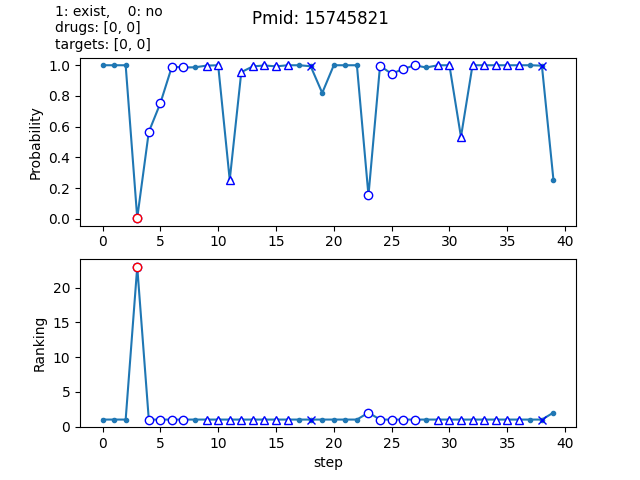 1: exist,    0: no
drugs: [0, 0]
targets: [0, 0]
Pmid: 15745821
Probability
1.0
0.8
0.6
0.4
0.2
0.0
0 5 10 15 20 25 30 35 40
Ranking
20
15
10
5
0
0 5 10 15 20 25 30 35 40
step